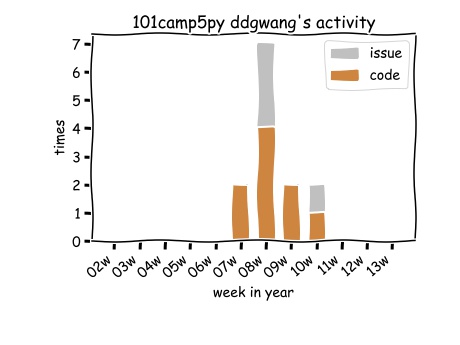 101camp5py ddgwang's activity
issue
code
times
7
6
5
4
3
2
1
0
02w 03w 04w 05w 06w 07w 08w 09w 10w 11w 12w 13w
week in year